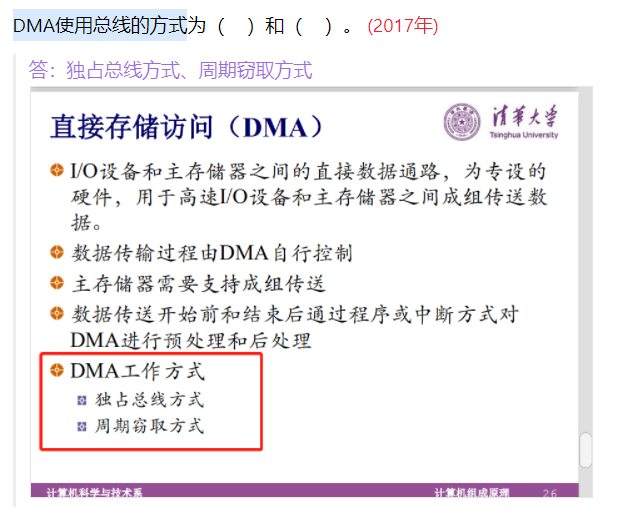 DMA使用总线的方式为（　）和（　）。 (2017年)
答：独占总线方式、周期窃取方式
直接存储访问（DMA）
清华大学
Tsinghua University
I/O设备和主存储器之间的直接数据通路，为专设的
硬件，用于高速I/O设备和主存储器之间成组传送数
据。
数据传输过程由DMA自行控制
主存储器需要支持成组传送
数据传送开始前和结束后通过程序或中断方式对
DMA进行预处理和后处理
DMA工作方式
独占总线方式
周期窃取方式
计算机科学与技术系
计算机组成原理
26